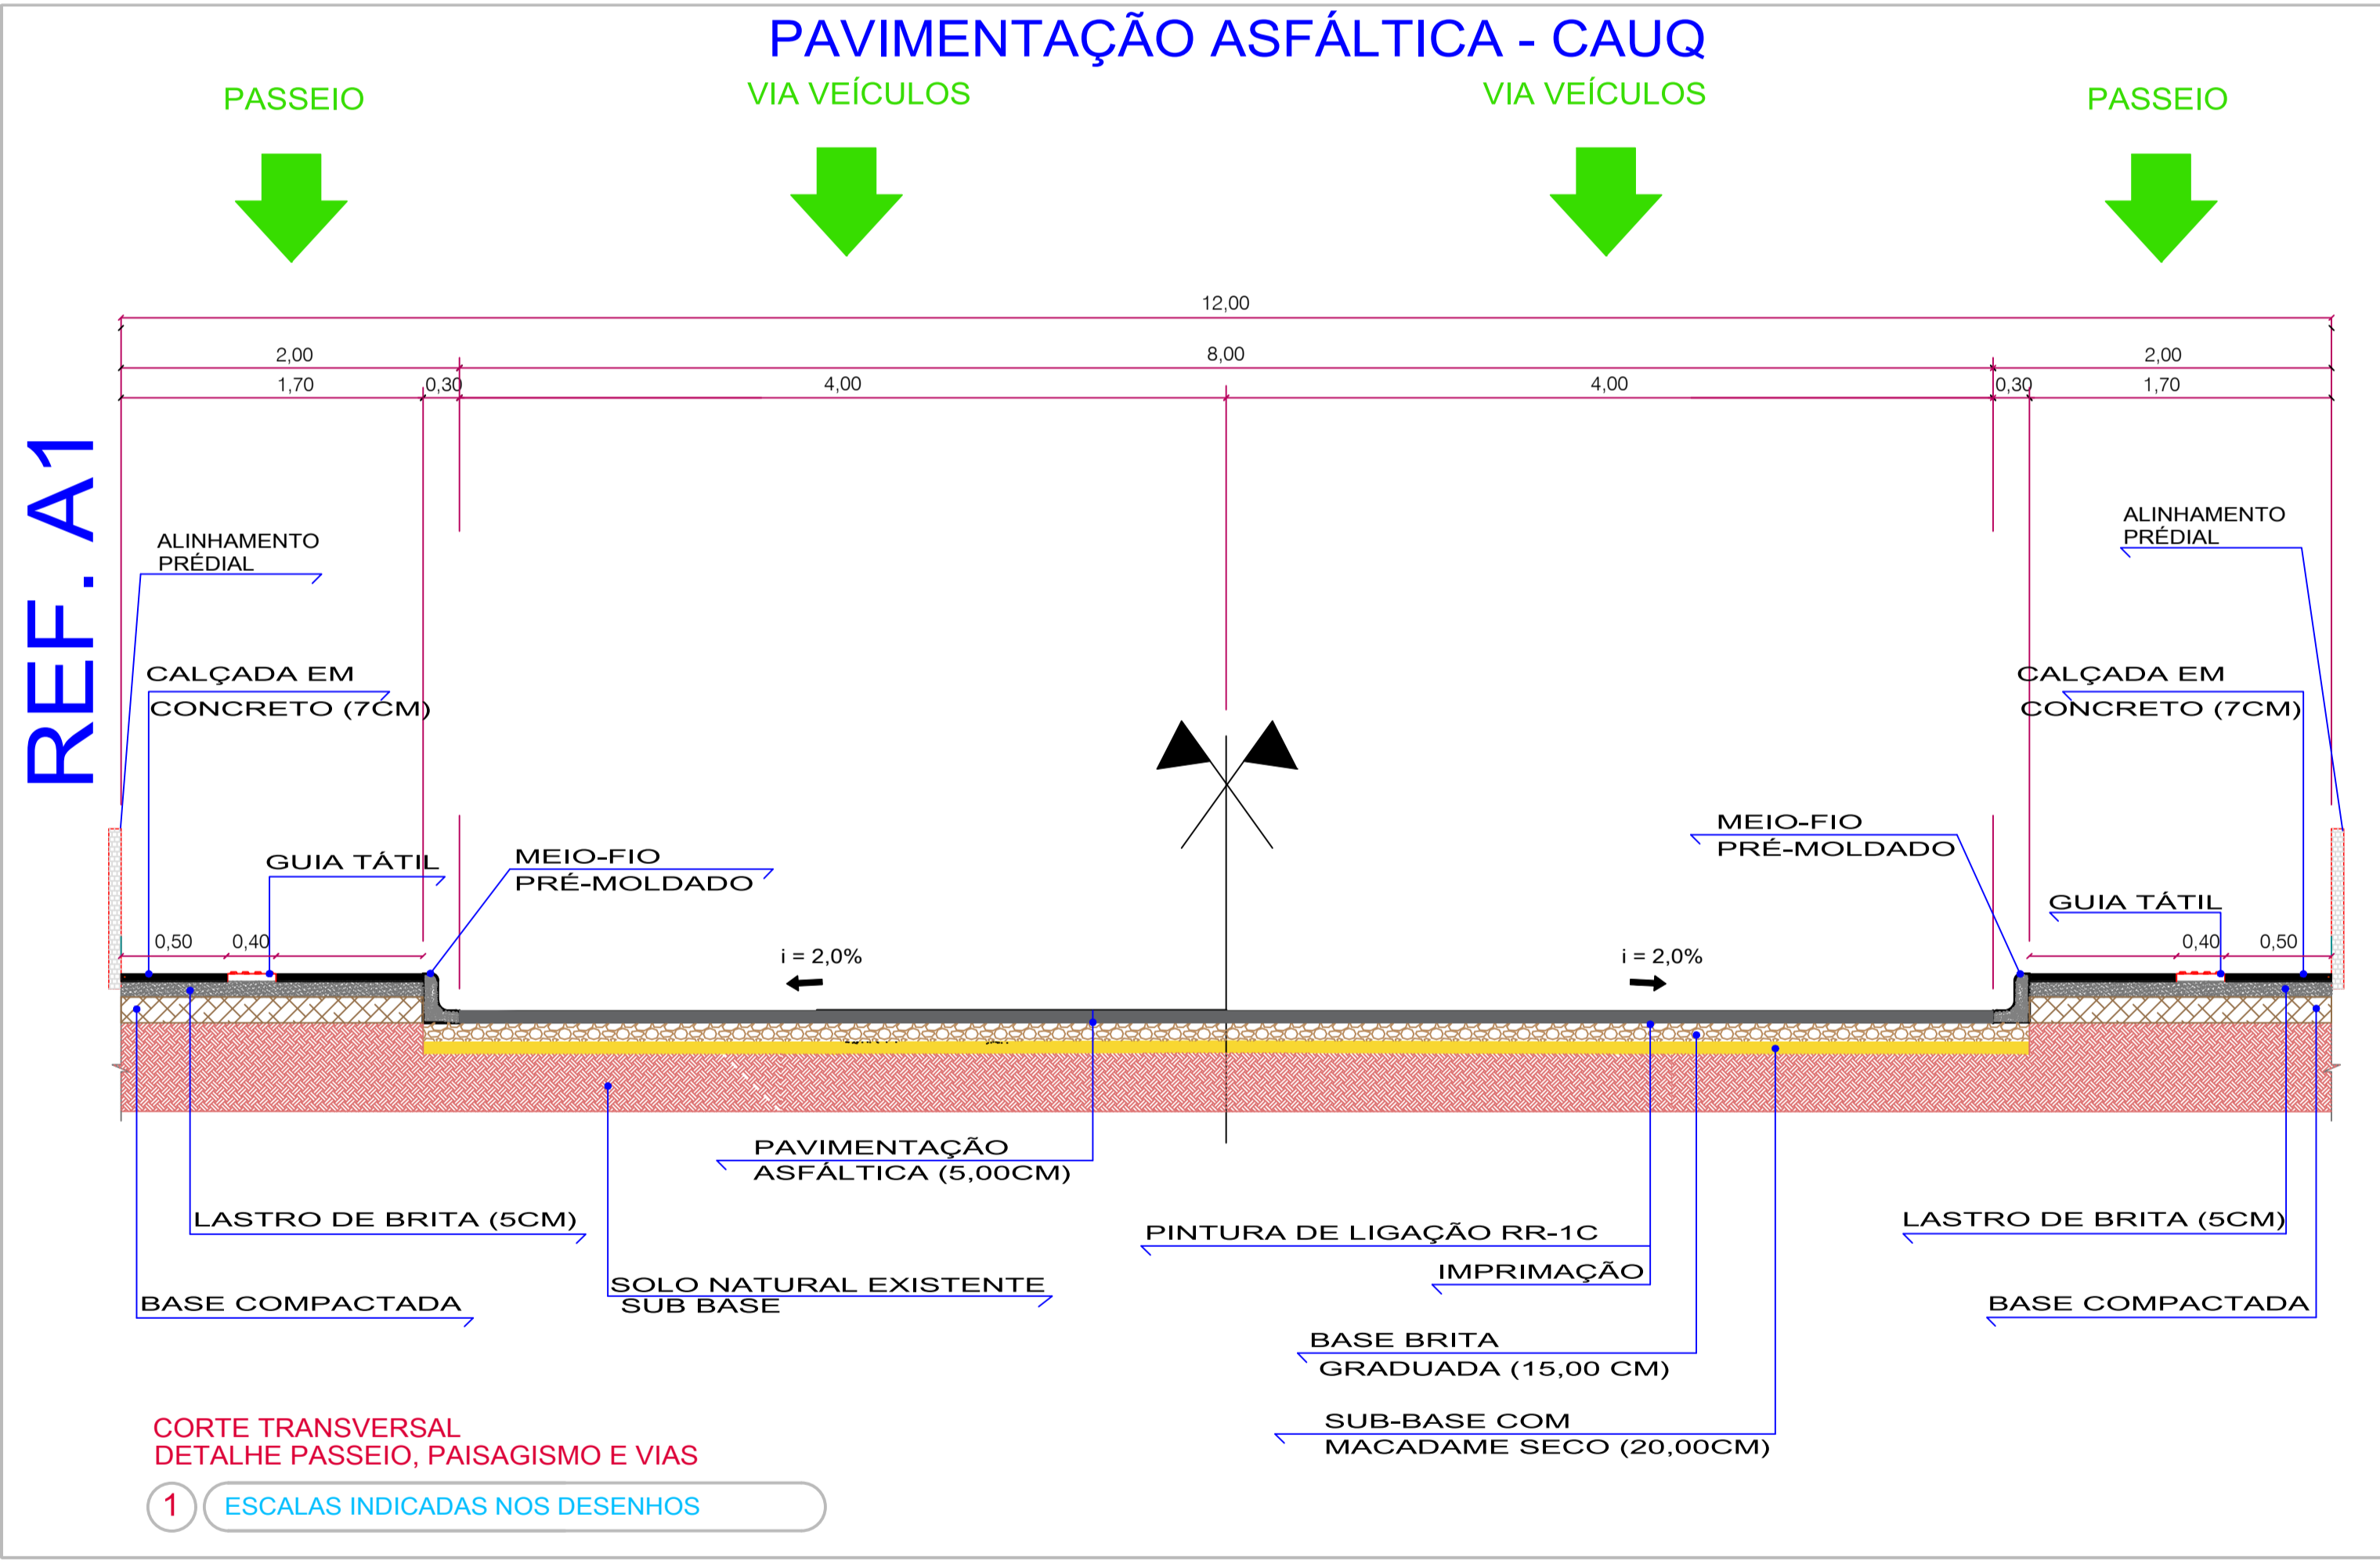 PAVIMENTAÇÃO ASFÁLTICA - CAUQ
PASSEIO
VIA VEÍCULOS
VIA VEÍCULOS
PASSEIO
12,00
2,00
8,00
2,00
1,70
0,30
4,00
4,00
0,30
1,70
REF. A1
ALINHAMENTO
PRÉDIAL
ALINHAMENTO
PRÉDIAL
CALÇADA EM
CONCRETO (7CM)
CALÇADA EM
CONCRETO (7CM)
GUIA TÁTIL
MEIO-FIO
PRÉ-MOLDADO
MEIO-FIO
PRÉ-MOLDADO
GUIA TÁTIL
0,50
0,40
i = 2,0%
i = 2,0%
0,40
0,50
PAVIMENTAÇÃO
ASFÁLTICA (5,00CM)
LASTRO DE BRITA (5CM)
PINTURA DE LIGAÇÃO RR-1C
LASTRO DE BRITA (5CM)
IMPRIMAÇÃO
SOLO NATURAL EXISTENTE
SUB BASE
BASE COMPACTADA
BASE COMPACTADA
BASE BRITA
GRADUADA (15,00 CM)
SUB-BASE COM
MACADAME SECO (20,00CM)
CORTE TRANSVERSAL
DETALHE PASSEIO, PAISAGISMO E VIAS
1
ESCALAS INDICADAS NOS DESENHOS